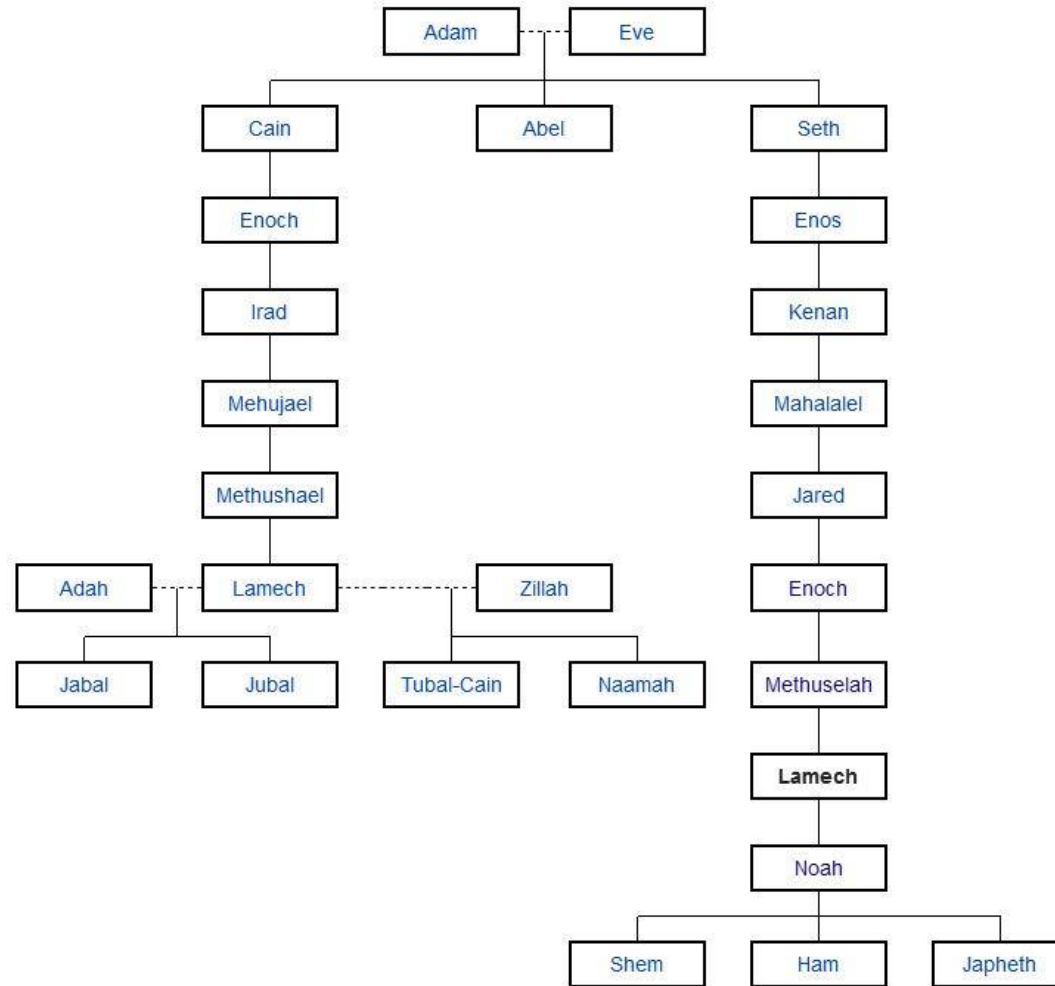 Adam Eve
Cain Abel Seth
Enoch Enos
Irad Kenan
Mehujael Mahalalel
Methushael Jared
Adah Lamech Zillah Enoch
Jabal Jubal Tubal-Cain Naamah Methuselah
Lamech
Noah
Shem Ham Japheth